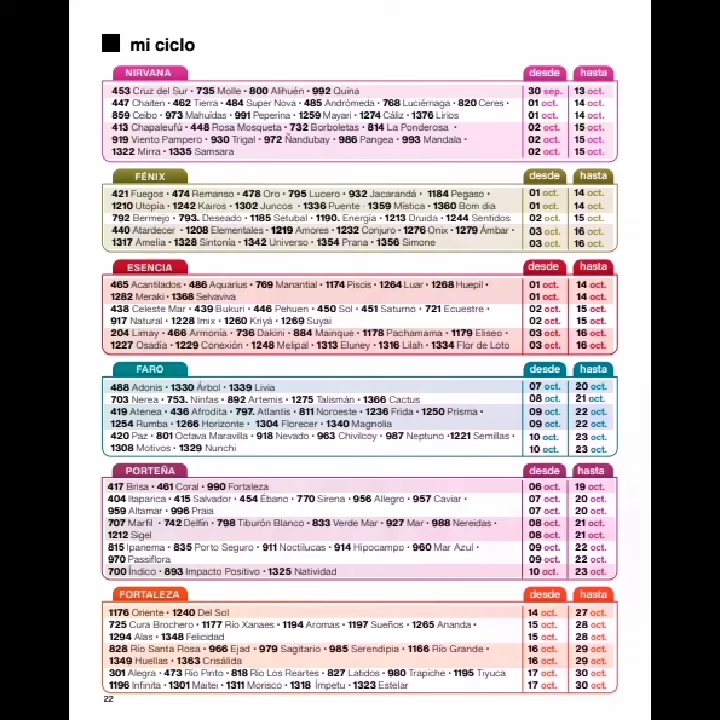 mi ciclo
NIRVANA desde hasta
453 Cruz del Sur • 735 Molle • 800 Alihuén • 992 Quina 30 sep. 13 oct.
447 Chaiten • 462 Tierra • 484 Super Nova • 485 Andrómeda • 768 Luciérnaga • 820 Ceres • 01 oct. 14 oct.
859 Ceibo • 973 Mahuidas • 991 Peperina • 1259 Mayari • 1274 Cáliz • 1376 Lirios 01 oct. 14 oct.
413 Chapaleufú • 448 Rosa Mosqueta • 732 Borboletas • 814 La Ponderosa • 02 oct. 15 oct.
919 Viento Pampero • 930 Trigal • 972 Ñandubay • 986 Pangea • 993 Mandala • 02 oct. 15 oct.
1322 Mirra • 1335 Samsara 02 oct. 15 oct.
FÉNIX desde hasta
421 Fuegos • 474 Remanso • 478 Oro • 795 Lucero • 932 Jacarandá • 1184 Pegaso • 01 oct. 14 oct.
1210 Utopía • 1242 Kairos • 1302 Juncos • 1336 Puente • 1359 Mística • 1360 Bom dia 01 oct. 14 oct.
792 Bermejo • 793. Deseado • 1185 Setubal • 1190. Energía • 1213 Druida • 1244 Sentidos 02 oct. 15 oct.
440 Atardecer • 1208 Elementales • 1219 Amores • 1232 Conjuro • 1276 Onix • 1279 Ámbar • 03 oct. 16 oct.
1317 Amelia • 1328 Sintonía • 1342 Universo • 1354 Prana • 1356 Simone 03 oct. 16 oct.
ESENCIA desde hasta
465 Acantilados • 486 Aquarius • 769 Manantial • 1174 Piscis • 1264 Luar • 1268 Huepil • 01 oct. 14 oct.
1282 Meraki • 1368 Sehaviva 01 oct. 14 oct.
438 Celeste Mar • 439 Bukuri • 446 Pehuen • 450 Sol • 451 Saturno • 721 Ecuestre • 02 oct. 15 oct.
917 Natural • 1228 Imix • 1260 Kriyá • 1269 Suyai 02 oct. 15 oct.
204 Limay • 466 Armonía • 736 Dakini • 884 Mainque • 1178 Pachamama • 1179 Eliseo • 03 oct. 16 oct.
1227 Osadía • 1229 Conexión • 1248 Melipal • 1313 Eluney • 1316 Lilah • 1334 Flor de Loto 03 oct. 16 oct.
FARO desde hasta
488 Adonis • 1330 Árbol • 1339 Livia 07 oct. 20 oct.
703 Nerea • 753. Ninfas • 892 Artemis • 1275 Talismán • 1366 Cactus 08 oct. 21 oct.
419 Atenea • 436 Afrodita • 797. Atlantis • 811 Noroeste • 1236 Frida • 1250 Prisma • 09 oct. 22 oct.
1254 Rumba • 1266 Horizonte • 1304 Florecer • 1340 Magnolia 09 oct. 22 oct.
420 Paz • 801 Octava Maravilla • 918 Nevado • 963 Chivilcoy • 987 Neptuno •1221 Semillas • 10 oct. 23 oct.
1308 Motivos • 1329 Nunchi 10 oct. 23 oct.
PORTEÑA desde hasta
417 Brisa • 461 Coral • 990 Fortaleza 06 oct. 19 oct.
404 Itaparica • 415 Salvador • 454 Ébano • 770 Sirena • 956 Allegro • 957 Caviar • 07 oct. 20 oct.
959 Altamar • 996 Praia 07 oct. 20 oct.
707 Marfil • 742 Delfín • 798 Tiburón Blanco • 833 Verde Mar • 927 Mar • 988 Nereidas • 08 oct. 21 oct.
1212 Sigel 08 oct. 21 oct.
815 Ipanema • 835 Porto Seguro • 911 Noctilucas • 914 Hipocampo • 960 Mar Azul • 09 oct. 22 oct.
970 Passiflora 09 oct. 22 oct.
700 Índico • 893 Impacto Positivo • 1325 Natividad 10 oct. 23 oct.
FORTALEZA desde hasta
1176 Oriente • 1240 Del Sol 14 oct. 27 oct.
725 Cura Brochero • 1177 Río Xanaes • 1194 Aromas • 1197 Sueños • 1265 Ananda • 15 oct. 28 oct.
1294 Alas • 1348 Felicidad 15 oct. 28 oct.
828 Río Santa Rosa • 966 Ejad • 979 Sagitario • 985 Serendipia • 1166 Río Grande • 16 oct. 29 oct.
1349 Huellas • 1363 Crisálida 16 oct. 29 oct.
301 Alegra • 473 Río Pinto • 818 Río Los Reartes • 827 Latidos • 980 Trapiche • 1195 Tiyuca 17 oct. 30 oct.
1196 Infinita • 1301 Maitei • 1311 Morisco • 1318 Ímpetu • 1323 Estelar 17 oct. 30 oct.
22